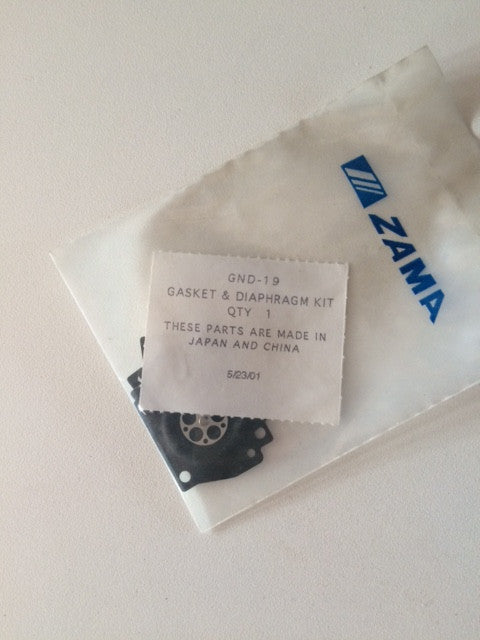 ZAMA
GND-19
GASKET & DIAPHRAGM KIT
QTY 1
THESE PARTS ARE MADE IN
JAPAN AND CHINA
5/23/01